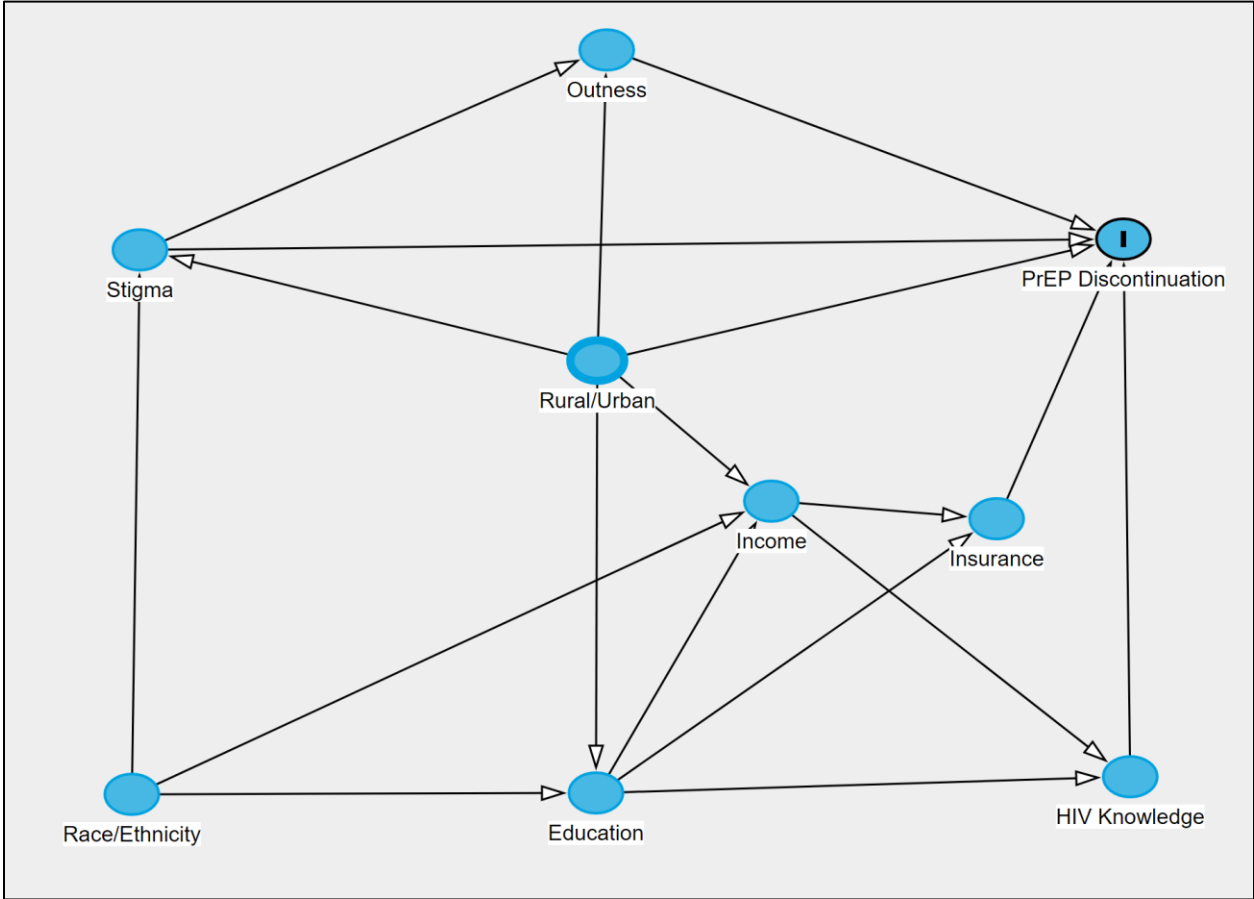 Outness
Stigma
PrEP Discontinuation
Rural/Urban
Income
Insurance
Race/Ethnicity
Education
HIV Knowledge